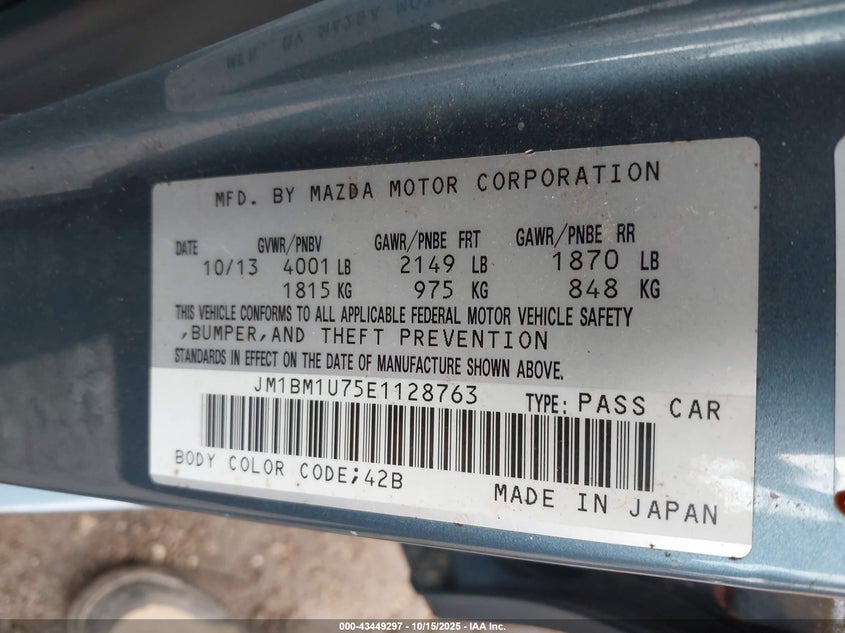 MFD. BY MAZDA MOTOR CORPORATION
DATE GVWR/PNBV GAWR/PNBE FRT GAWR/PNBE RR
10/13 4001 LB 2149 LB 1870 LB
1815 KG 975 KG 848 KG
THIS VEHICLE CONFORMS TO ALL APPLICABLE FEDERAL MOTOR VEHICLE SAFETY
,BUMPER,AND THEFT PREVENTION
STANDARDS IN EFFECT ON THE DATE OF MANUFACTURE SHOWN ABOVE.
JM1BM1U75E1128763 TYPE: PASS CAR
BODY COLOR CODE;42B
MADE IN JAPAN
000-43449297 - 10/15/2025 - IAA Inc.